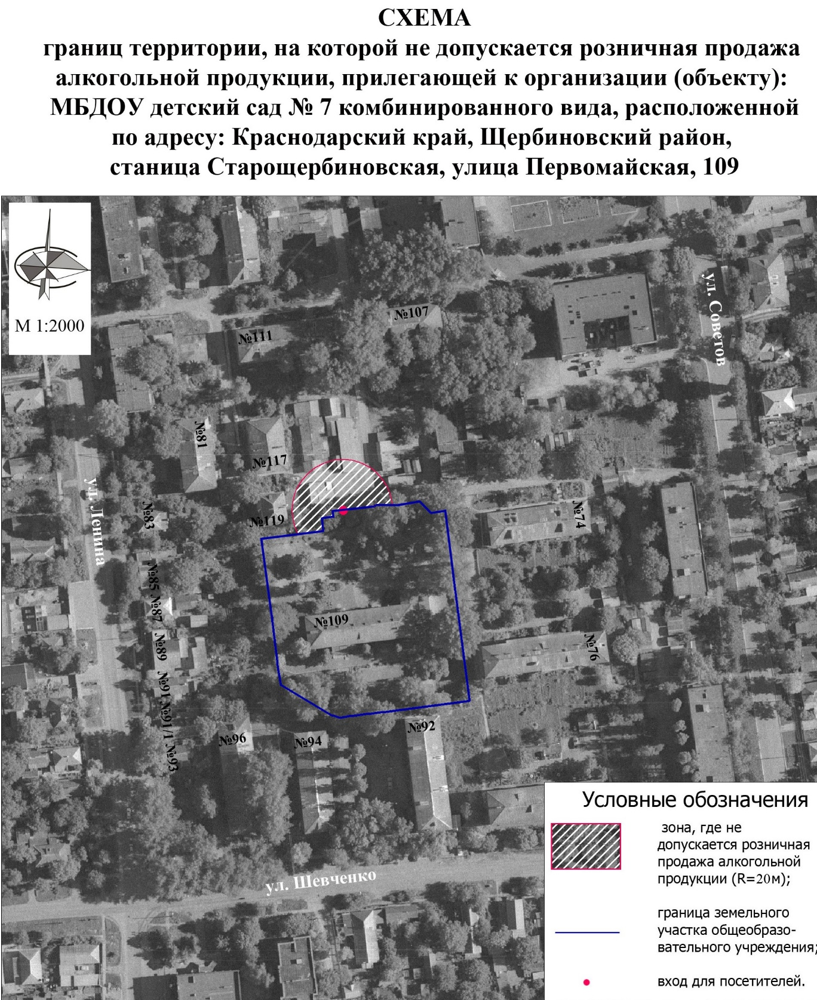 СХЕМА
границ территории, на которой не допускается розничная продажа
алкогольной продукции, прилегающей к организации (объекту):
МБДОУ детский сад № 7 комбинированного вида, расположенной
по адресу: Краснодарский край, Щербиновский район,
станица Старощербиновская, улица Первомайская, 109
М 1:2000
ул. Советов
№107
№111
№81
№117
ул. Ленина
№83
№119
№74
№85
№87
№109
№89
№76
№91
№91/1
№93
№96
№94
№92
ул. Шевченко
Условные обозначения
зона, где не
допускается розничная
продажа алкогольной
продукции (R=20м);
граница земельного
участка общеобразо-
вательного учреждения;
вход для посетителей.